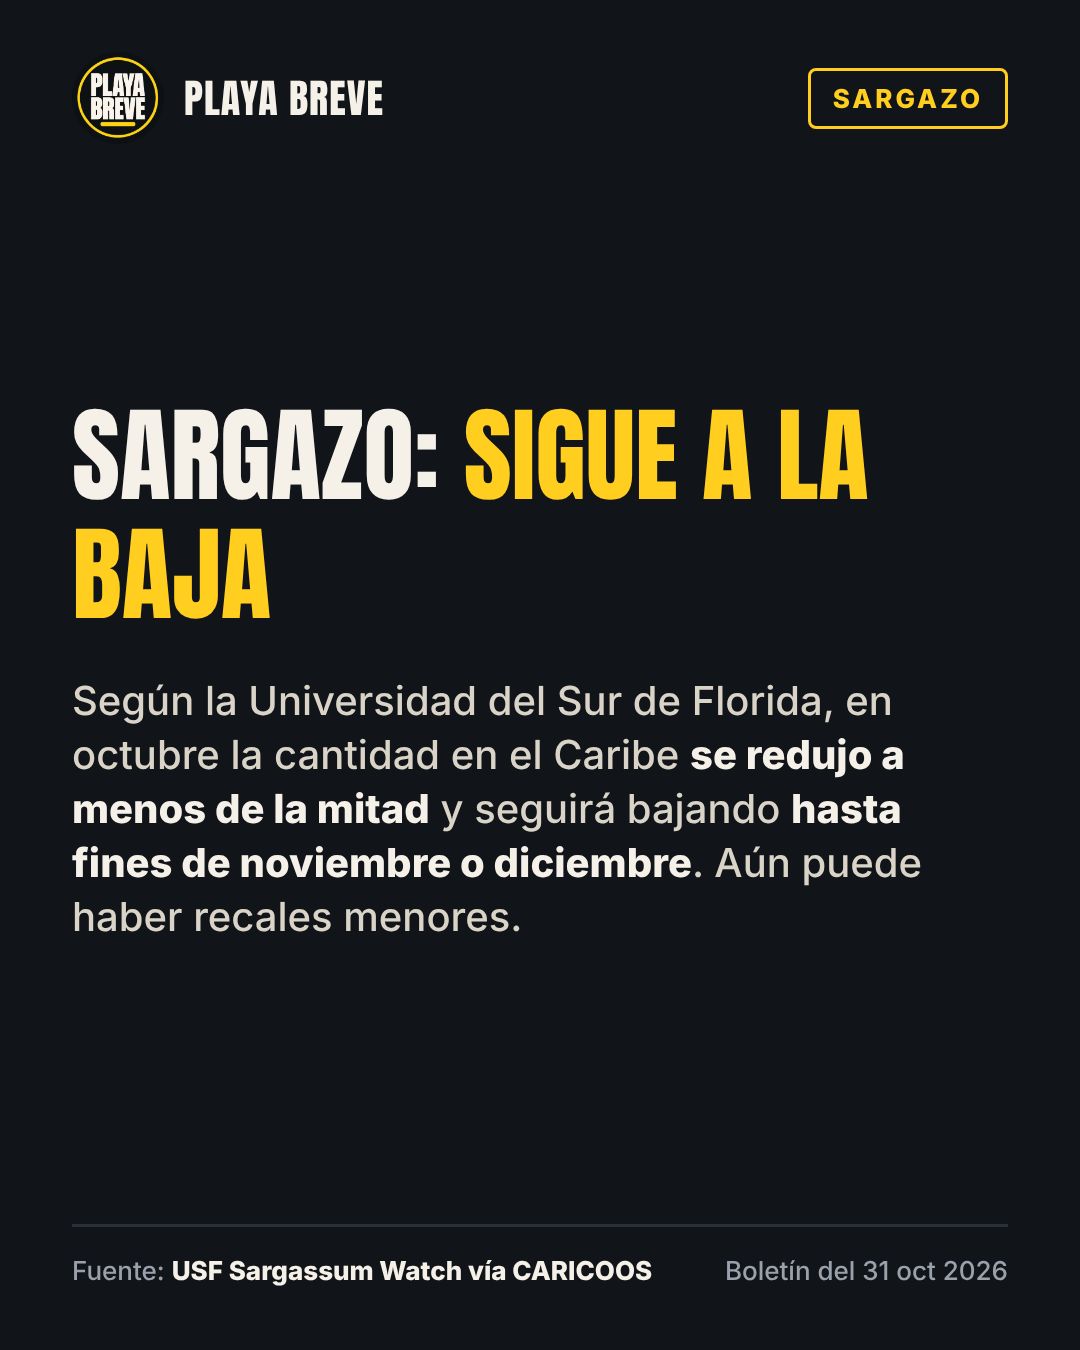 PLAYA
BREVE
PLAYA BREVE
SARGAZO
SARGAZO: SIGUE A LA
BAJA
Según la Universidad del Sur de Florida, en
octubre la cantidad en el Caribe se redujo a
menos de la mitad y seguirá bajando hasta
fines de noviembre o diciembre. Aún puede
haber recales menores.
Fuente: USF Sargassum Watch vía CARICOOS
Boletín del 31 oct 2026